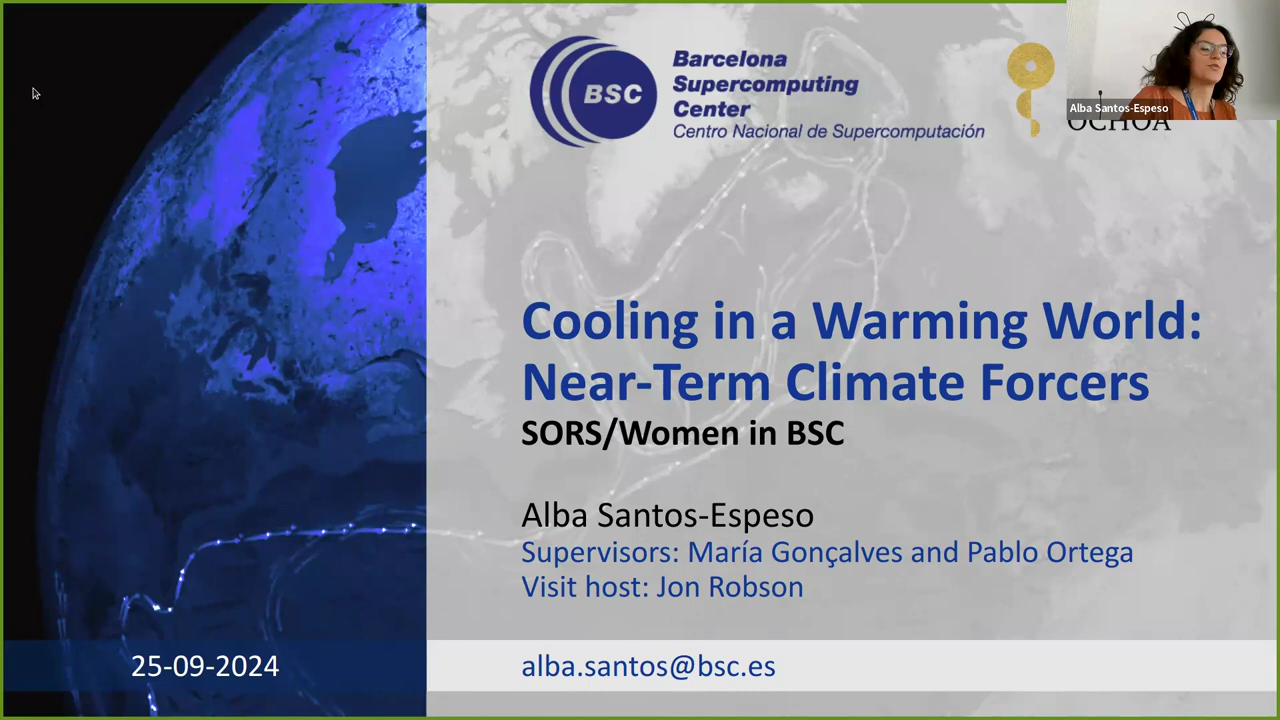 BSC
Barcelona
Supercomputing
Center
Centro Nacional de Supercomputación
OCHOA
Alba Santos-Espeso
Cooling in a Warming World:
Near-Term Climate Forcers
SORS/Women in BSC
Alba Santos-Espeso
Supervisors: María Gonçalves and Pablo Ortega
Visit host: Jon Robson
25-09-2024
alba.santos@bsc.es